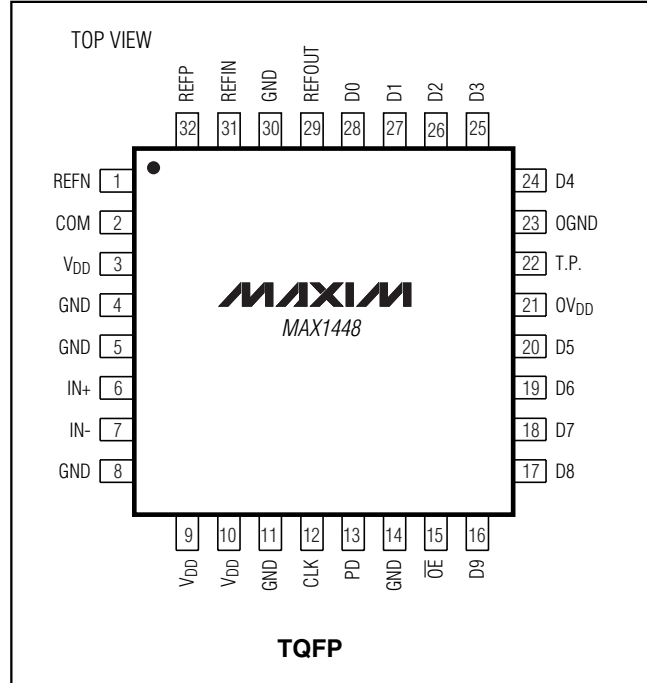 TOP VIEW
REFP REFIN GND REFOUT D0 D1 D2 D3
32 31 30 29 28 27 26 25
REFN 1
COM 2
VDD 3
GND 4
GND 5
IN+ 6
IN- 7
GND 8
MAXIM
MAX1448
24 D4
23 OGND
22 T.P.
21 OVDD
20 D5
19 D6
18 D7
17 D8
9 10 11 12 13 14 15 16
VDD VDD GND CLK PD GND O̅E̅ D9
TQFP